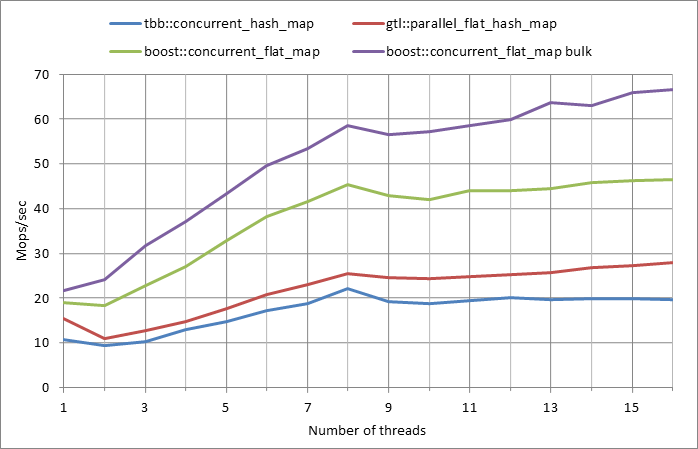 tbb::concurrent_hash_map gtl::parallel_flat_hash_map
boost::concurrent_flat_map boost::concurrent_flat_map bulk
70
60
50
40
30
20
10
0
Mops/sec
1 3 5 7 9 11 13 15
Number of threads